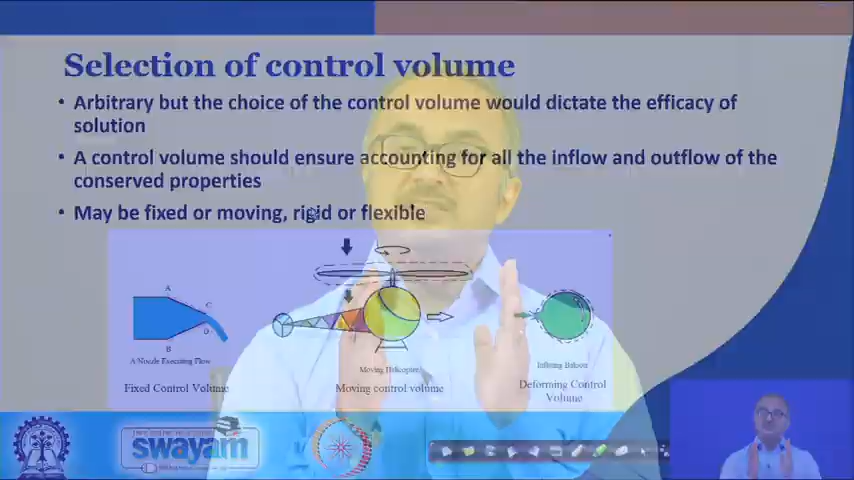 Selection of control volume
• Arbitrary but the choice of the control volume would dictate the efficacy of
solution
• A control volume should ensure accounting for all the inflow and outflow of the
conserved properties
• May be fixed or moving, rigid or flexible
A
C
D
B
A Nozzle Executing Flow
Moving Helicopter
Inflating Baloon
Fixed Control Volume
Moving control volume
Deforming Control
Volume
swayam